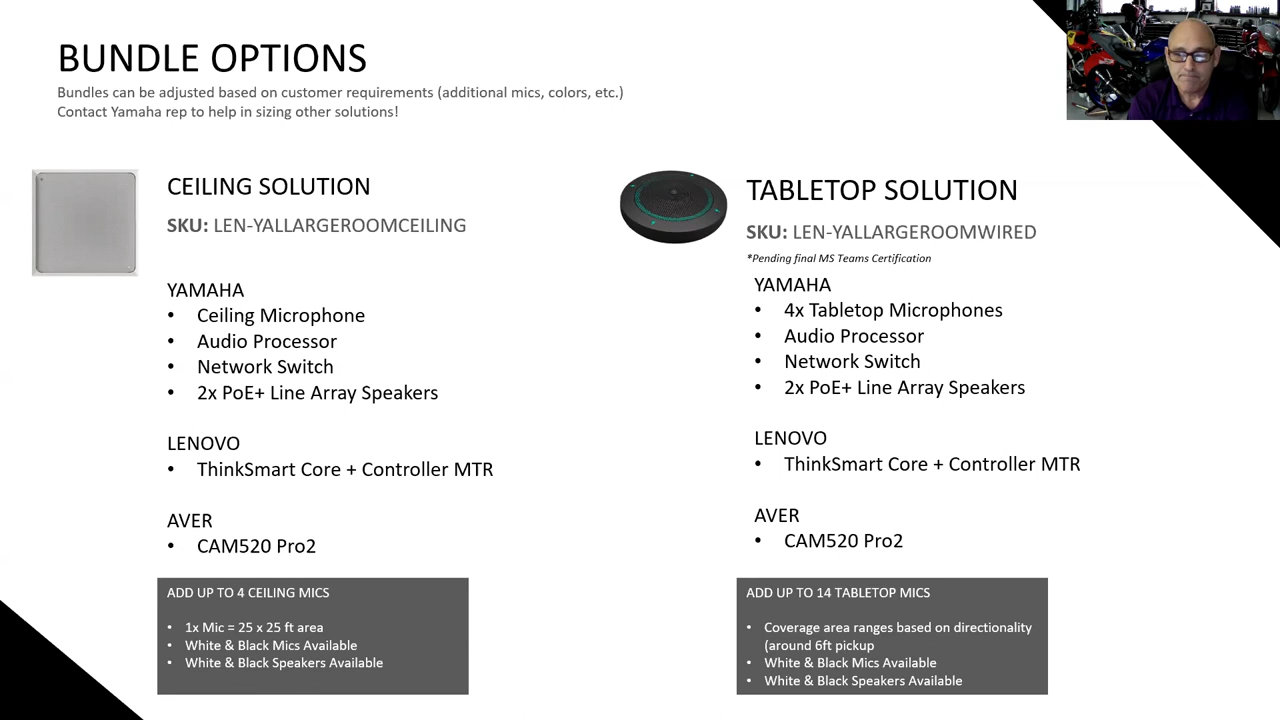 BUNDLE OPTIONS
Bundles can be adjusted based on customer requirements (additional mics, colors, etc.)
Contact Yamaha rep to help in sizing other solutions!
CEILING SOLUTION
SKU: LEN-YALLARGEROOMCEILING
YAMAHA
• Ceiling Microphone
• Audio Processor
• Network Switch
• 2x PoE+ Line Array Speakers
LENOVO
• ThinkSmart Core + Controller MTR
AVER
• CAM520 Pro2
ADD UP TO 4 CEILING MICS
• 1x Mic = 25 x 25 ft area
• White & Black Mics Available
• White & Black Speakers Available
TABLETOP SOLUTION
SKU: LEN-YALLARGEROOMWIRED
*Pending final MS Teams Certification
YAMAHA
• 4x Tabletop Microphones
• Audio Processor
• Network Switch
• 2x PoE+ Line Array Speakers
LENOVO
• ThinkSmart Core + Controller MTR
AVER
• CAM520 Pro2
ADD UP TO 14 TABLETOP MICS
• Coverage area ranges based on directionality
(around 6ft pickup
• White & Black Mics Available
• White & Black Speakers Available